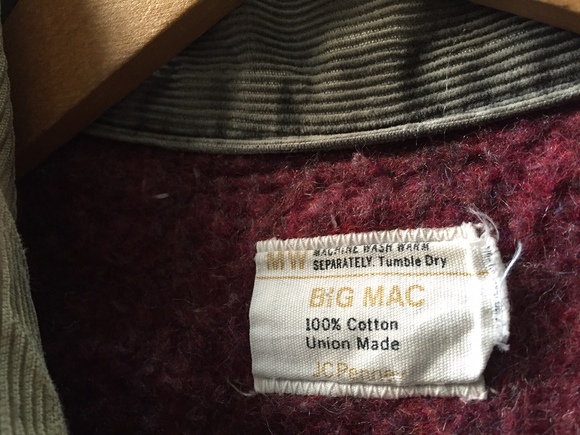 MW MACHINE WASH WARM
SEPARATELY. Tumble Dry
BIG MAC
100% Cotton
Union Made
JCPenney